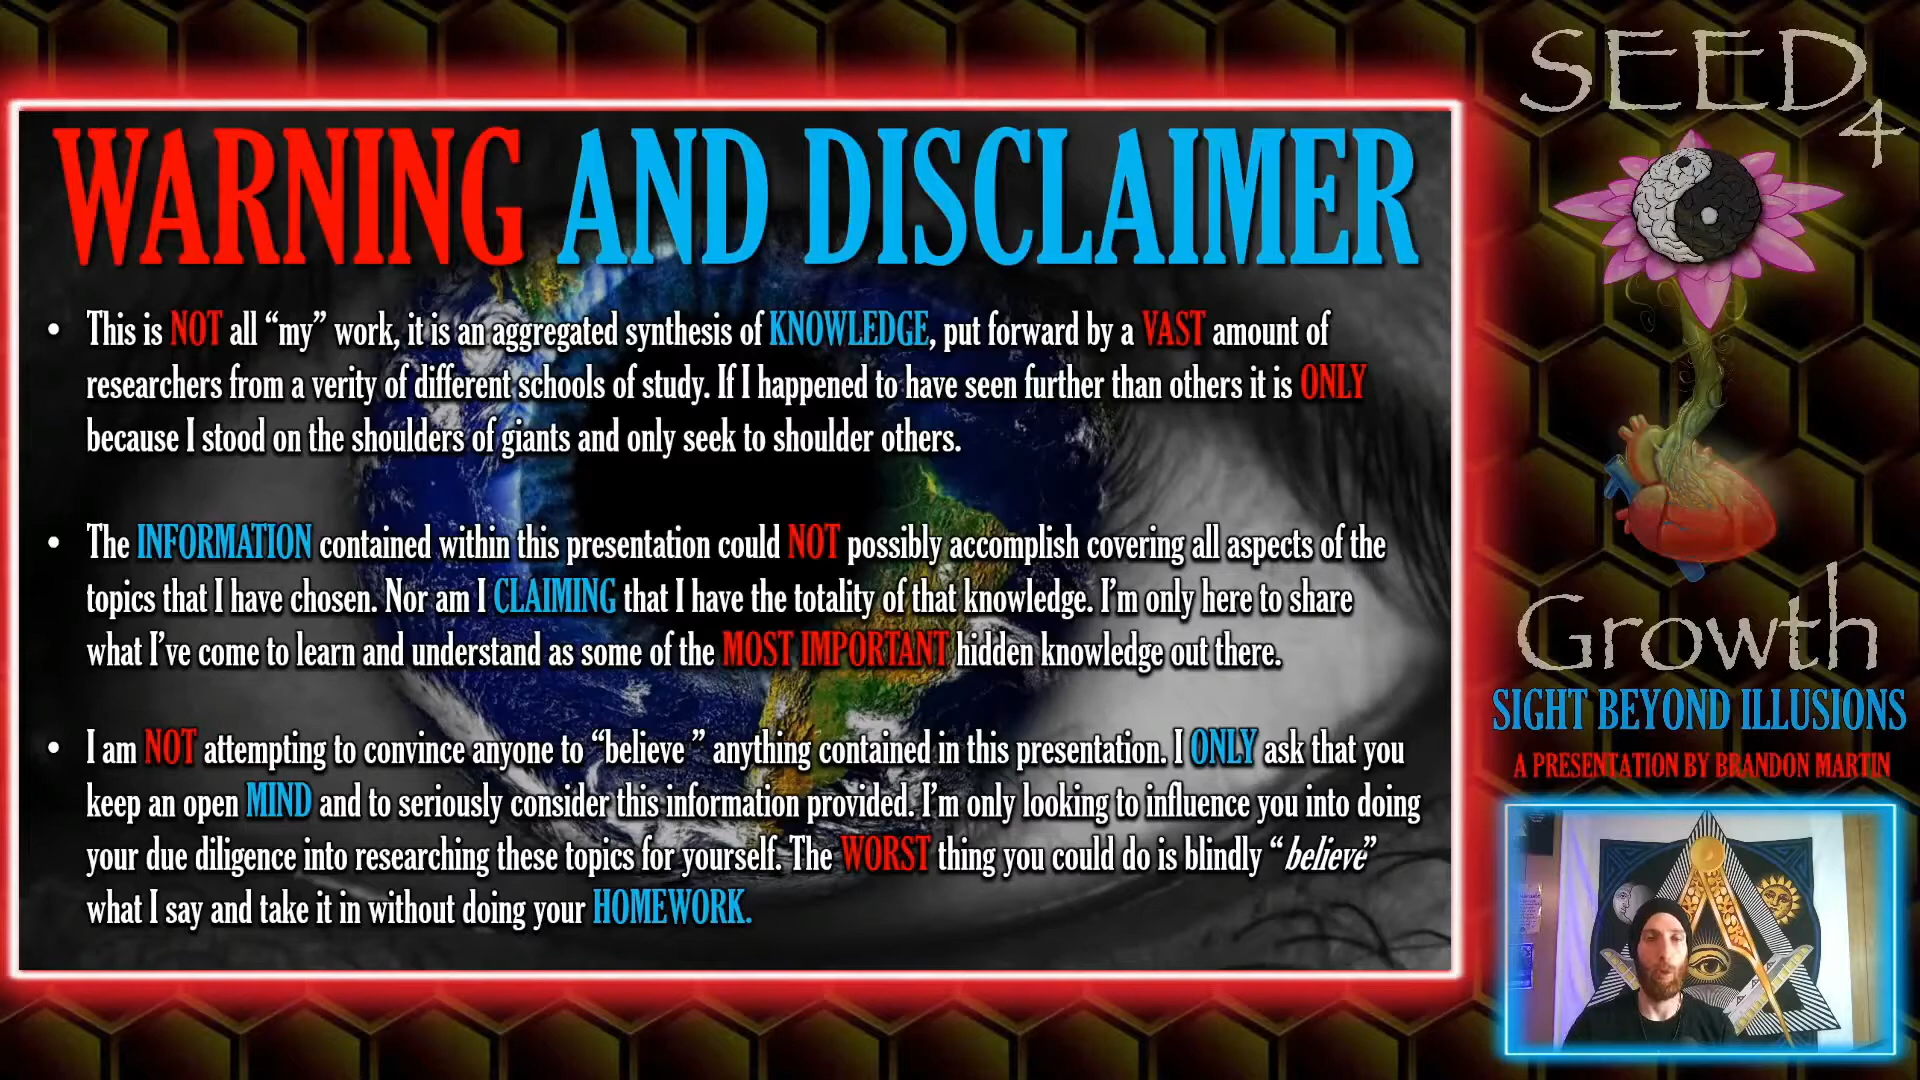 WARNING AND DISCLAIMER
• This is NOT all “my” work, it is an aggregated synthesis of KNOWLEDGE, put forward by a VAST amount of
researchers from a verity of different schools of study. If I happened to have seen further than others it is ONLY
because I stood on the shoulders of giants and only seek to shoulder others.
• The INFORMATION contained within this presentation could NOT possibly accomplish covering all aspects of the
topics that I have chosen. Nor am I CLAIMING that I have the totality of that knowledge. I’m only here to share
what I’ve come to learn and understand as some of the MOST IMPORTANT hidden knowledge out there.
• I am NOT attempting to convince anyone to “believe ” anything contained in this presentation. I ONLY ask that you
keep an open MIND and to seriously consider this information provided. I’m only looking to influence you into doing
your due diligence into researching these topics for yourself. The WORST thing you could do is blindly “ believe”
what I say and take it in without doing your HOMEWORK.
SEED
4
Growth
SIGHT BEYOND ILLUSIONS
A PRESENTATION BY BRANDON MARTIN